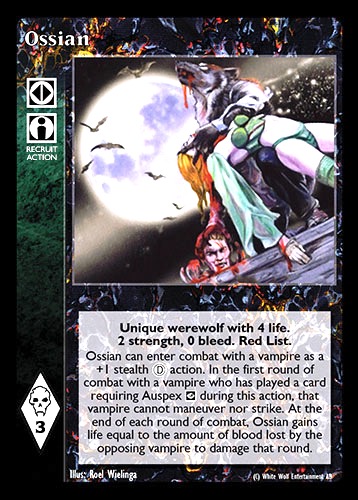 Ossian
RECRUIT
ACTION
Unique werewolf with 4 life.
2 strength, 0 bleed. Red List.
Ossian can enter combat with a vampire as a
+1 stealth Ⓓ action. In the first round of
combat with a vampire who has played a card
requiring Auspex during this action, that
vampire cannot maneuver nor strike. At the
end of each round of combat, Ossian gains
life equal to the amount of blood lost by the
opposing vampire to damage that round.
3
Illus: Roel Wielinga
(C) White Wolf Entertainment AB